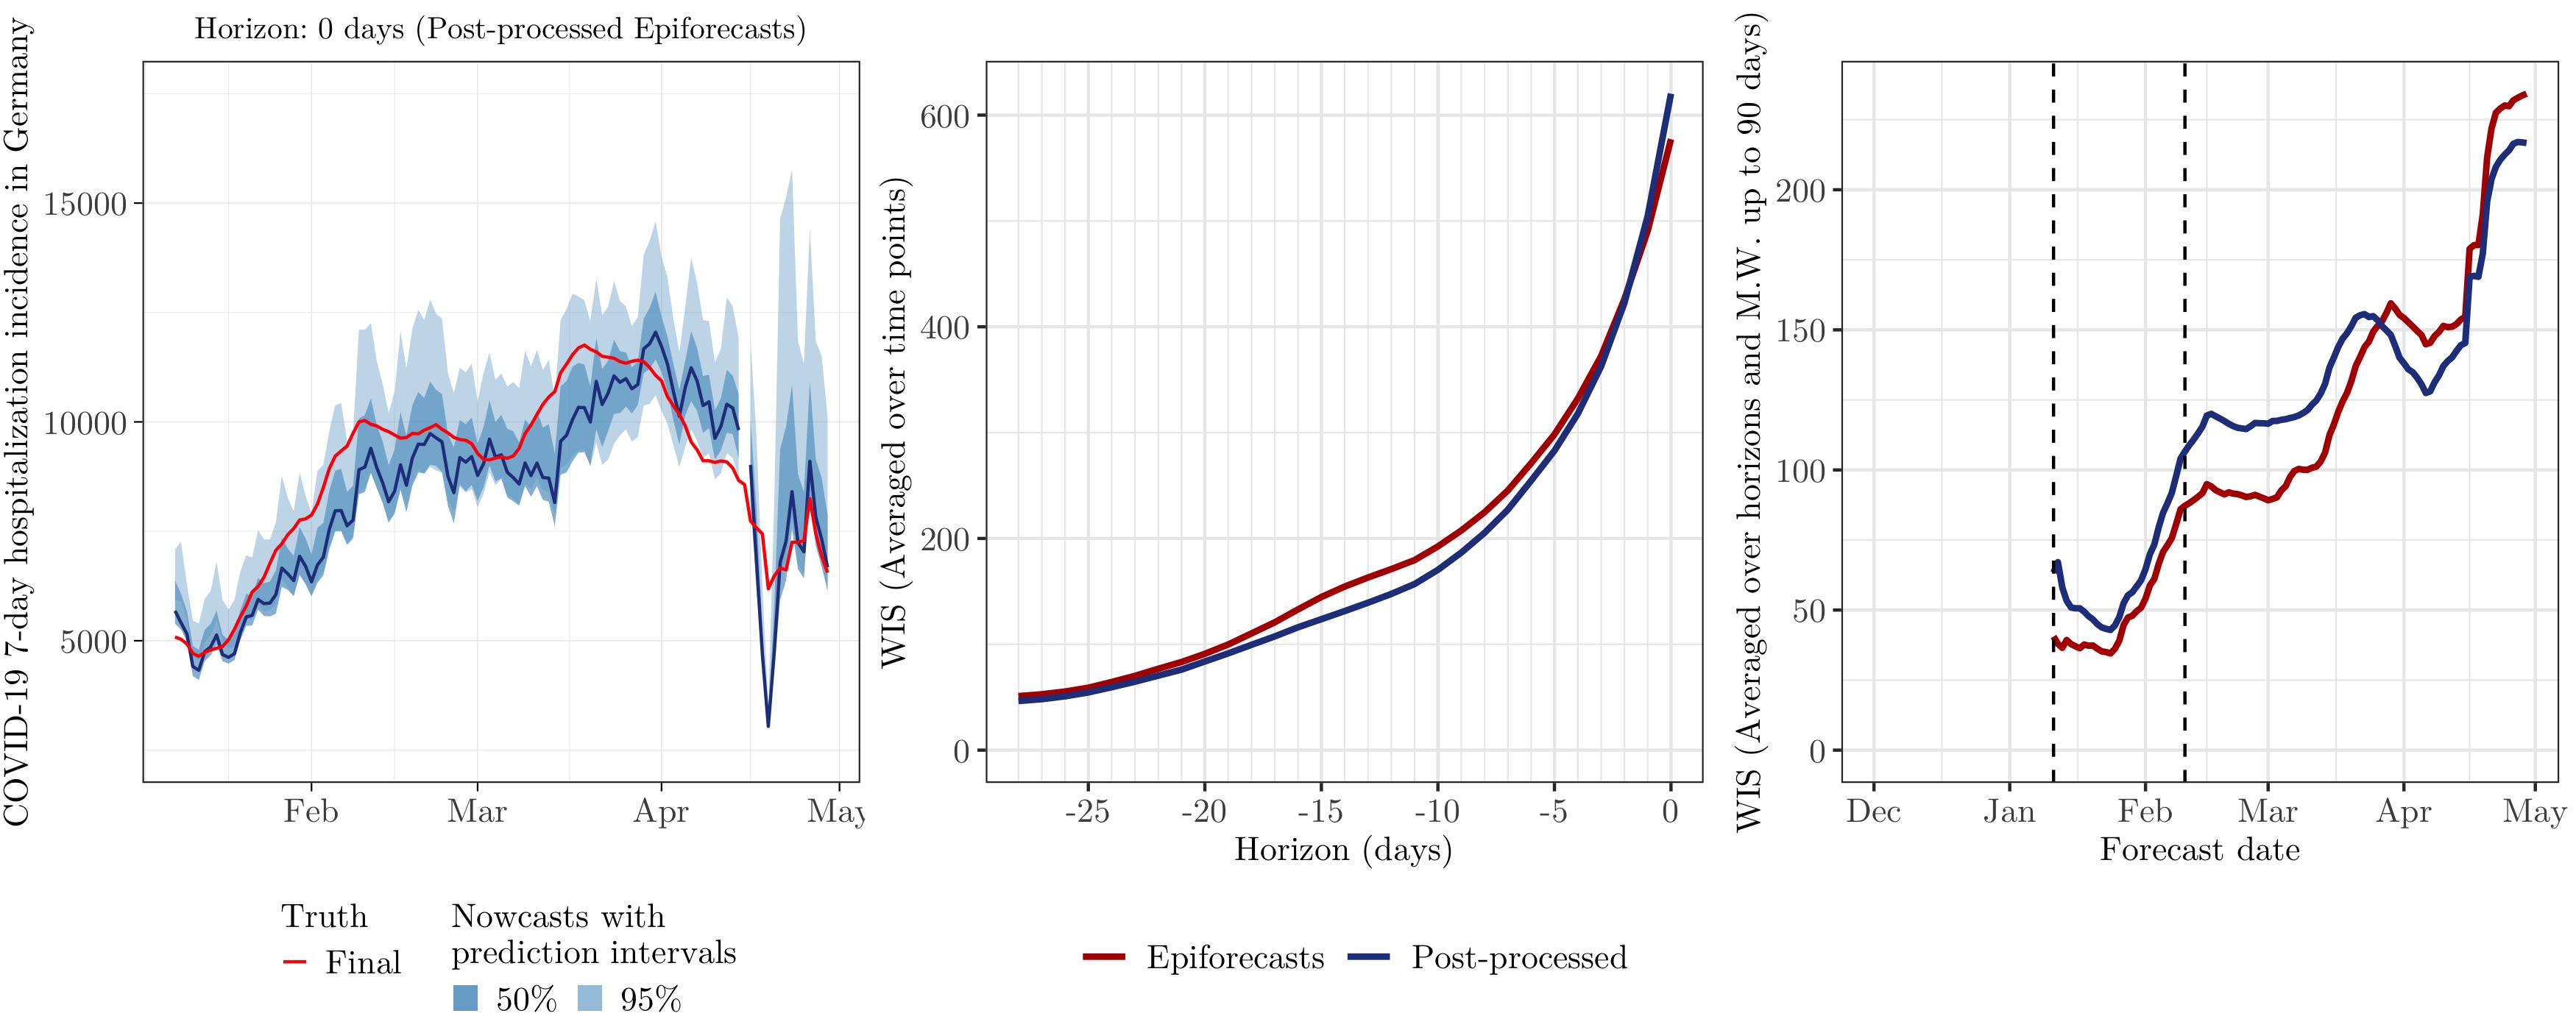 Horizon: 0 days (Post-processed Epiforecasts)
COVID-19 7-day hospitalization incidence in Germany
15000
10000
5000
Feb Mar Apr May
Truth
Final
Nowcasts with
prediction intervals
50% 95%
WIS (Averaged over time points)
600
400
200
0
-25 -20 -15 -10 -5 0
Horizon (days)
Epiforecasts Post-processed
WIS (Averaged over horizons and M.W. up to 90 days)
200
150
100
50
0
Dec Jan Feb Mar Apr May
Forecast date